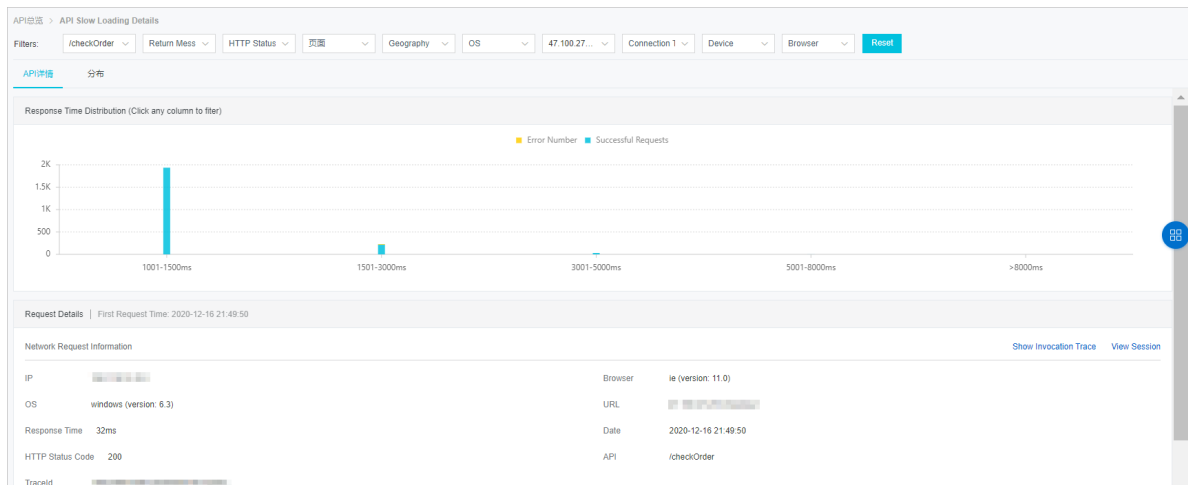 API总览 > API Slow Loading Details
Filters: /checkOrder Return Mess HTTP Status 页面 Geography OS 47.100.27... Connection T Device Browser Reset
API详情 分布
Response Time Distribution (Click any column to filter)
Error Number Successful Requests
2K
1.5K
1K
500
0
1001-1500ms 1501-3000ms 3001-5000ms 5001-8000ms >8000ms
Request Details | First Request Time: 2020-12-16 21:49:50
Network Request Information Show Invocation Trace View Session
IP Browser ie (version: 11.0)
OS windows (version: 6.3) URL
Response Time 32ms Date 2020-12-16 21:49:50
HTTP Status Code 200 API /checkOrder
TraceId